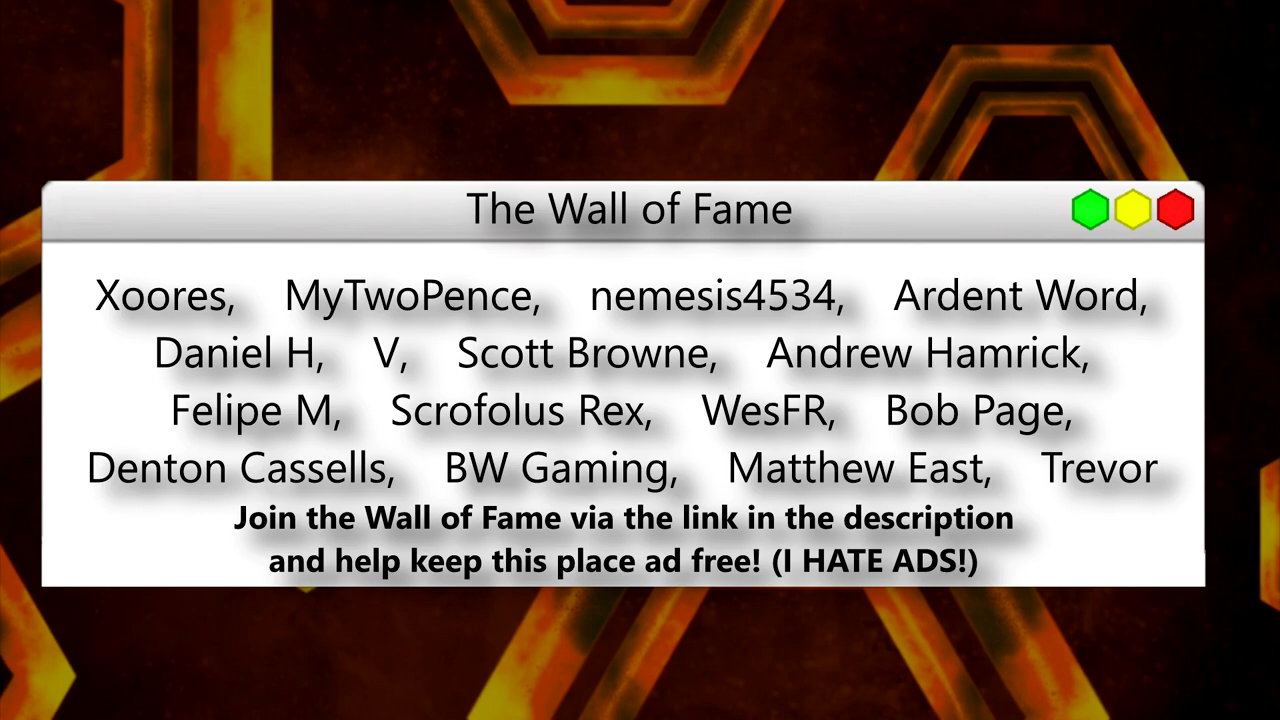 The Wall of Fame
Xoores, MyTwoPence, nemesis4534, Ardent Word,
Daniel H, V, Scott Browne, Andrew Hamrick,
Felipe M, Scrofolus Rex, WesFR, Bob Page,
Denton Cassells, BW Gaming, Matthew East, Trevor
Join the Wall of Fame via the link in the description
and help keep this place ad free! (I HATE ADS!)